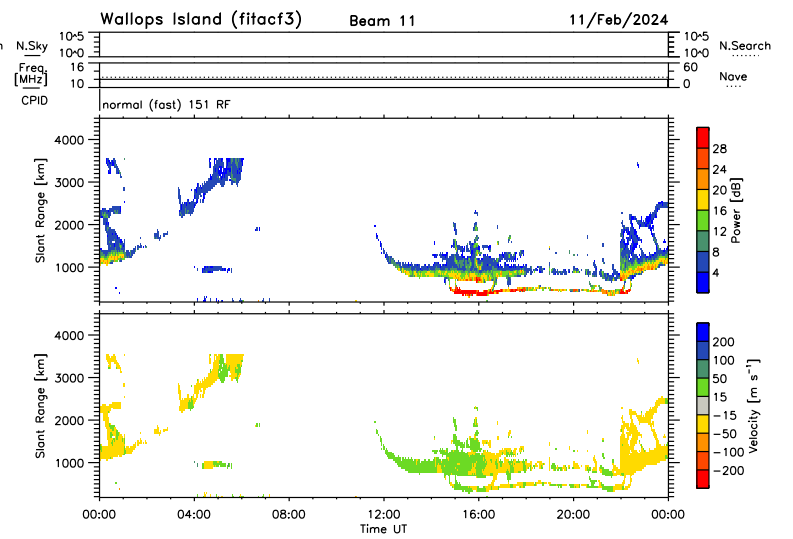 Wallops Island (fitacf3) Beam 11 11/Feb/2024
N.Sky 10^5 10^0 10^5 10^0 N.Search
Freq. [MHz] 16 10 60 0 Nave
CPID normal (fast) 151 RF
Slant Range [km]
4000
3000
2000
1000
28
24
20
16
12
8
4
Power [dB]
Slant Range [km]
4000
3000
2000
1000
200
100
50
15
-15
-50
-100
-200
Velocity [m s⁻¹]
00:00 04:00 08:00 12:00 16:00 20:00 00:00
Time UT